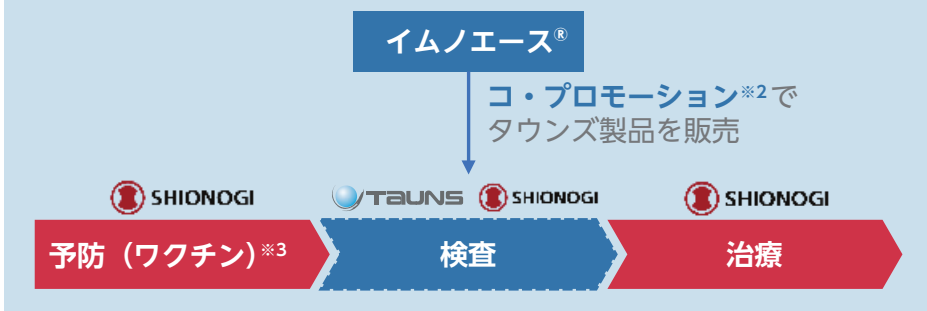 イムノエース®
コ・プロモーション※2で
タウンズ製品を販売
SHIONOGI
TAUNS SHIONOGI
SHIONOGI
予防（ワクチン）※3
検査
治療